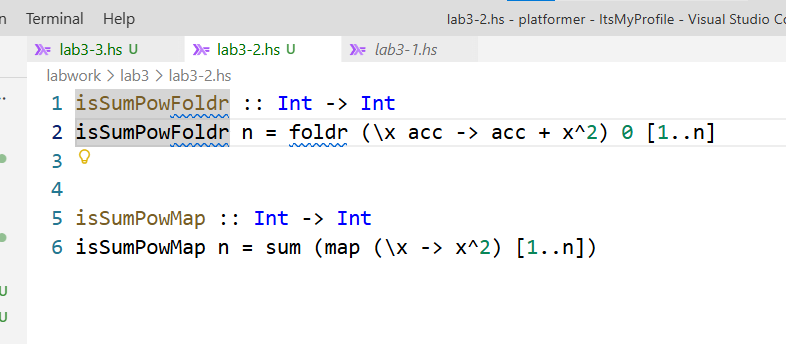 n Terminal Help lab3-2.hs - platformer - ItsMyProfile - Visual Studio Co
lab3-3.hs U lab3-2.hs U lab3-1.hs
labwork > lab3 > lab3-2.hs
1 isSumPowFoldr :: Int -> Int
2 isSumPowFoldr n = foldr (\x acc -> acc + x^2) 0 [1..n]
3
4
5 isSumPowMap :: Int -> Int
6 isSumPowMap n = sum (map (\x -> x^2) [1..n])
U
U